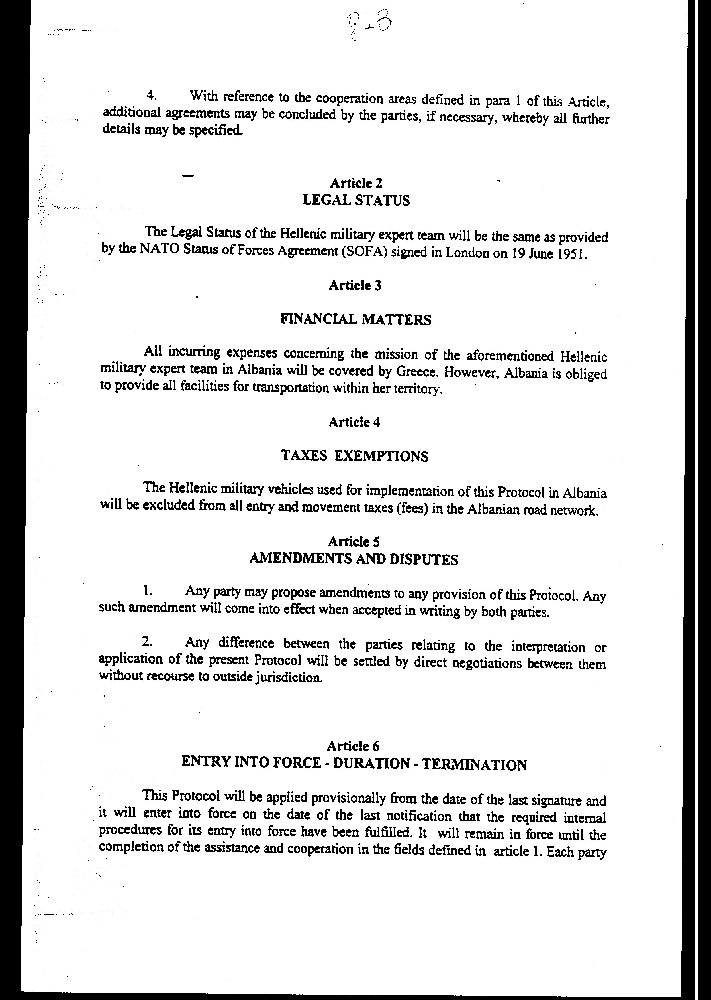 4. With reference to the cooperation areas defined in para 1 of this Article,
additional agreements may be concluded by the parties, if necessary, whereby all further
details may be specified.
Article 2
LEGAL STATUS
The Legal Status of the Hellenic military expert team will be the same as provided
by the NATO Status of Forces Agreement (SOFA) signed in London on 19 June 1951.
Article 3
FINANCIAL MATTERS
All incurring expenses concerning the mission of the aforementioned Hellenic
military expert team in Albania will be covered by Greece. However, Albania is obliged
to provide all facilities for transportation within her territory.
Article 4
TAXES EXEMPTIONS
The Hellenic military vehicles used for implementation of this Protocol in Albania
will be excluded from all entry and movement taxes (fees) in the Albanian road network.
Article 5
AMENDMENTS AND DISPUTES
1. Any party may propose amendments to any provision of this Protocol. Any
such amendment will come into effect when accepted in writing by both parties.
2. Any difference between the parties relating to the interpretation or
application of the present Protocol will be settled by direct negotiations between them
without recourse to outside jurisdiction.
Article 6
ENTRY INTO FORCE - DURATION - TERMINATION
This Protocol will be applied provisionally from the date of the last signature and
it will enter into force on the date of the last notification that the required internal
procedures for its entry into force have been fulfilled. It will remain in force until the
completion of the assistance and cooperation in the fields defined in article 1. Each party